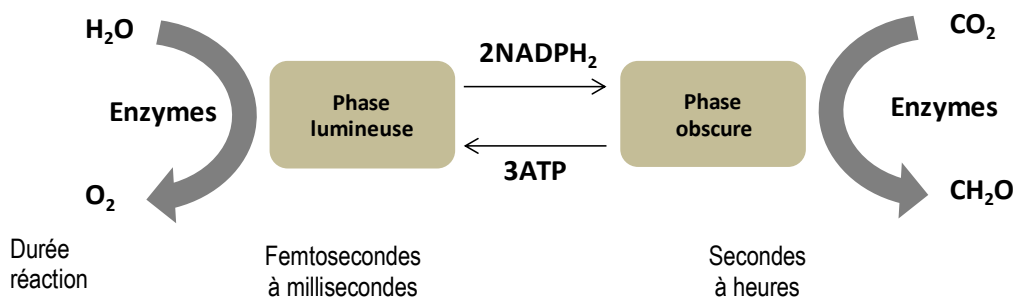 H₂O
Enzymes
O₂
Phase
lumineuse
2NADPH₂
3ATP
Phase
obscure
CO₂
Enzymes
CH₂O
Durée
réaction
Femtosecondes
à millisecondes
Secondes
à heures